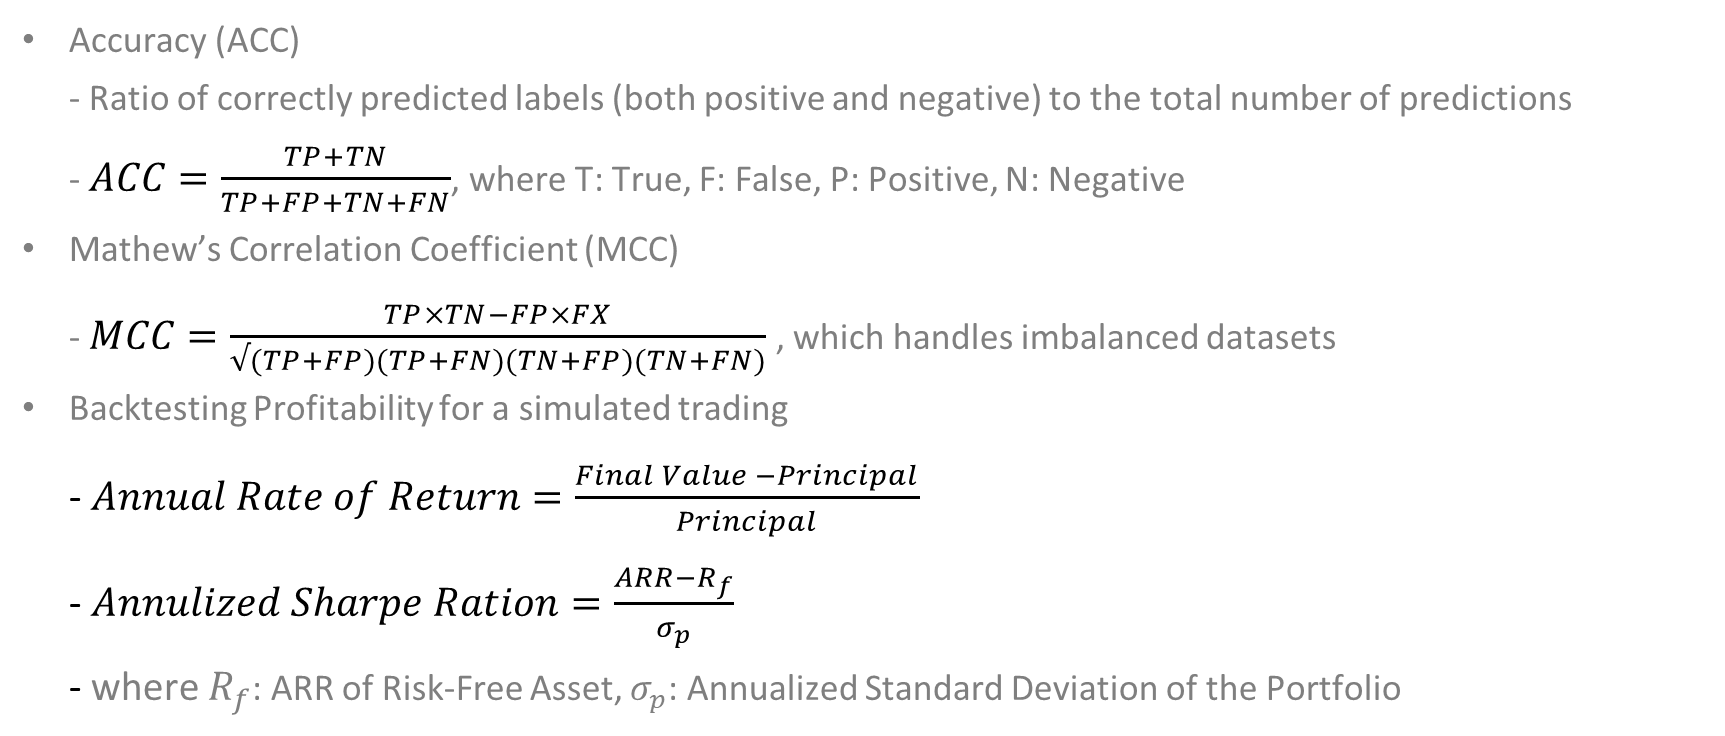 • Accuracy (ACC)
- Ratio of correctly predicted labels (both positive and negative) to the total number of predictions
- ACC = (TP+TN)/(TP+FP+TN+FN), where T: True, F: False, P: Positive, N: Negative
• Mathew’s Correlation Coefficient (MCC)
- MCC = (TP×TN−FP×FX)/(√(TP+FP)(TP+FN)(TN+FP)(TN+FN)) , which handles imbalanced datasets
• Backtesting Profitability for a simulated trading
- Annual Rate of Return = (Final Value −Principal)/Principal
- Annulized Sharpe Ration = (ARR−R_f)/σ_p
- where R_f: ARR of Risk-Free Asset, σ_p: Annualized Standard Deviation of the Portfolio